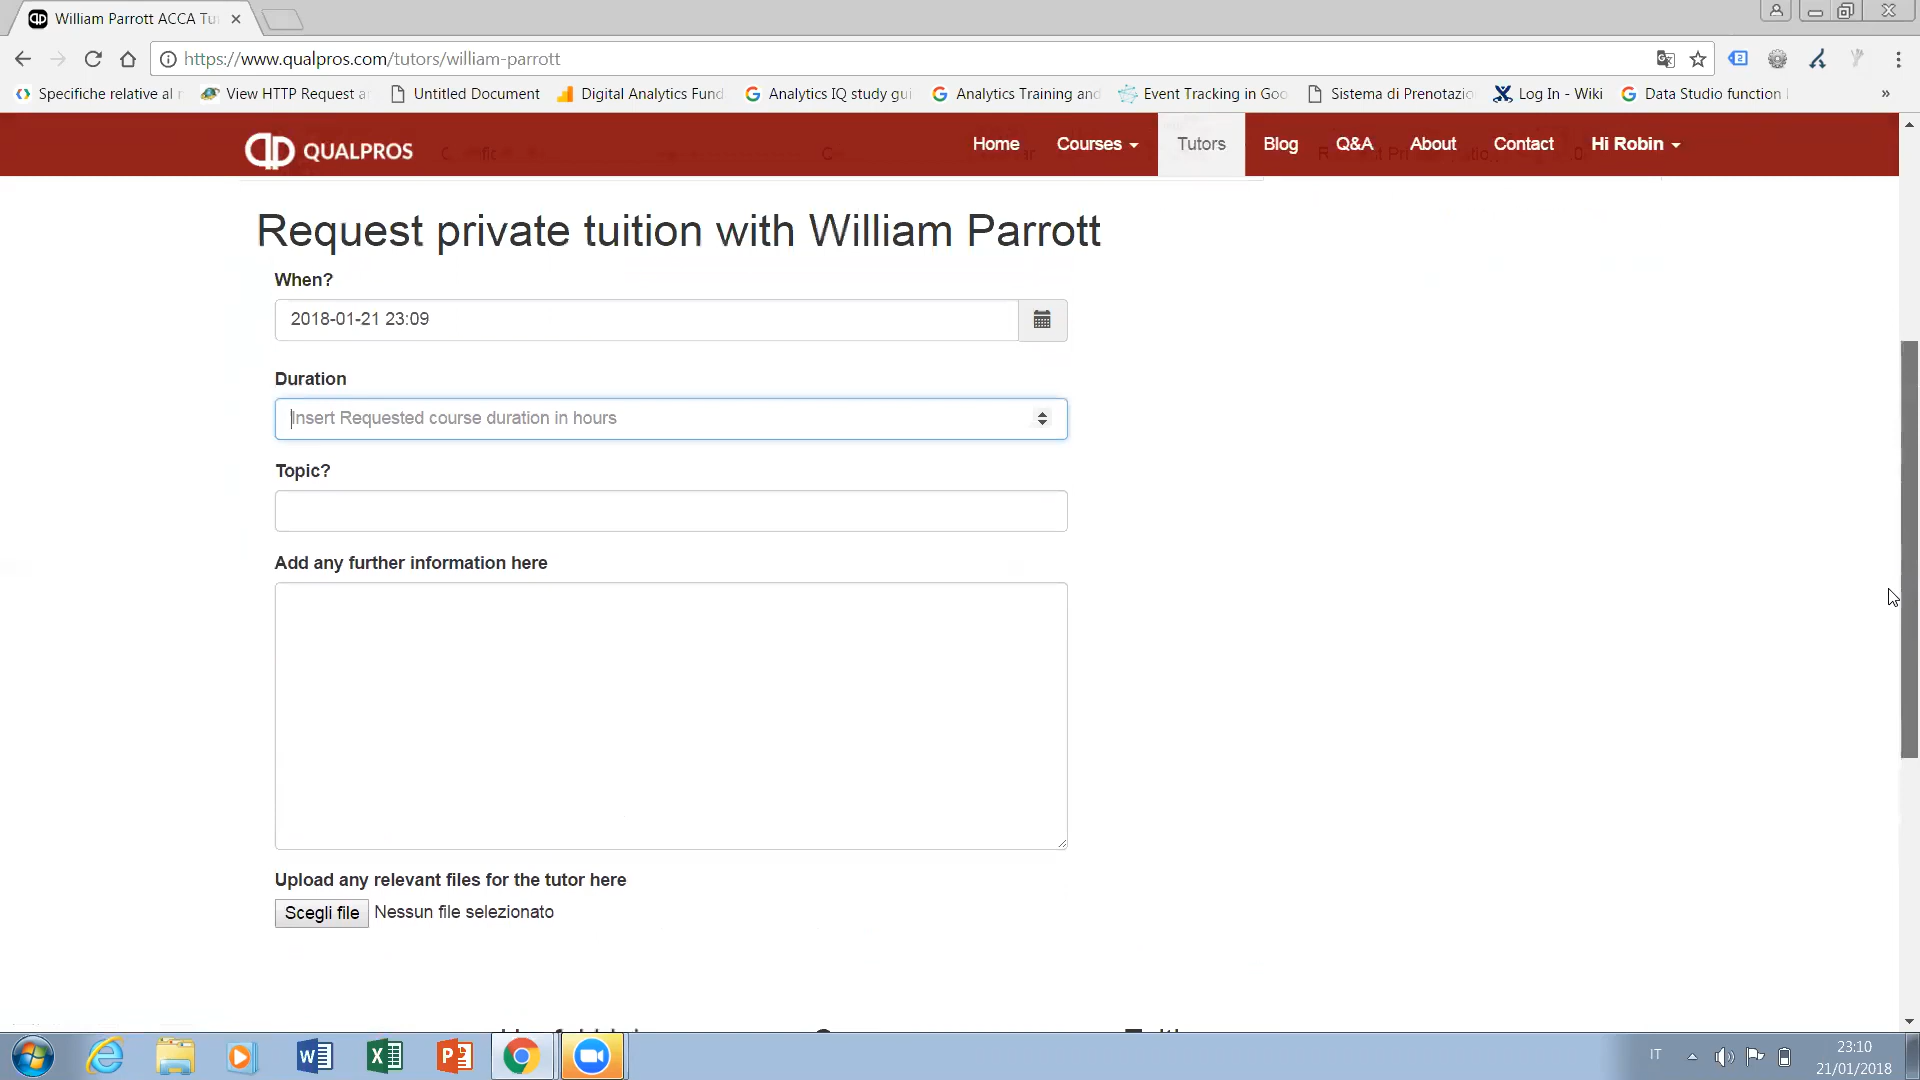 William Parrott ACCA Tu
https://www.qualpros.com/tutors/william-parrott
Specifiche relative al
View HTTP Request a
Untitled Document
Digital Analytics Fund
Analytics IQ study gui
Analytics Training and
Event Tracking in Goo
Sistema di Prenotazio
Log In - Wiki
Data Studio function
»
QUALPROS
Home
Courses
Tutors
Blog
Q&A
About
Contact
Hi Robin
Request private tuition with William Parrott
When?
2018-01-21 23:09
Duration
Insert Requested course duration in hours
Topic?
Add any further information here
Upload any relevant files for the tutor here
Scegli file Nessun file selezionato
IT
23:10
21/01/2018